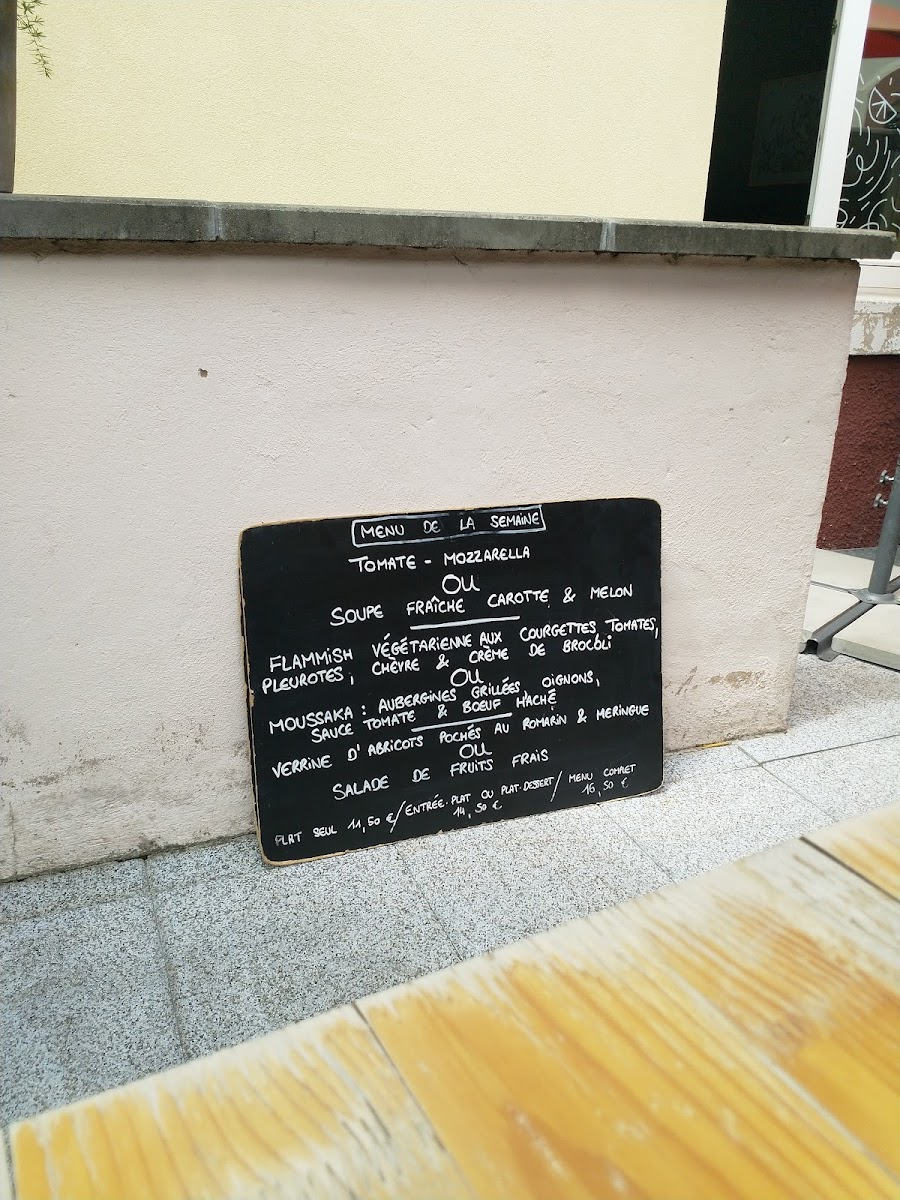 MENU DE LA SEMAINE
TOMATE - MOZZARELLA
OU
SOUPE FRAÎCHE CAROTTE & MELON
FLAMMISH VÉGÉTARIENNE AUX COURGETTES TOMATES,
PLEUROTES, CHÈVRE & CRÈME DE BROCOLI
OU
MOUSSAKA : AUBERGINES GRILLÉES, OIGNONS,
SAUCE TOMATE & BŒUF HACHÉ
VERRINE D'ABRICOTS POCHÉS AU ROMARIN & MERINGUE
OU
SALADE DE FRUITS FRAIS
PLAT SEUL 11,50 € / ENTRÉE-PLAT OU PLAT-DESSERT / MENU COMPLET
14,50 € 16,50 €